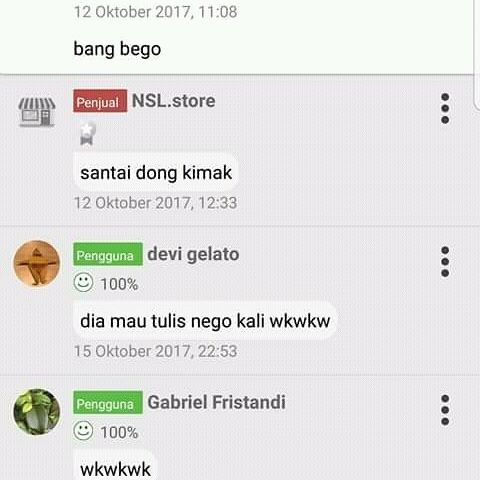 12 Oktober 2017, 11:08
bang bego
Penjual NSL.store
santai dong kimak
12 Oktober 2017, 12:33
Pengguna devi gelato
100%
dia mau tulis nego kali wkwkw
15 Oktober 2017, 22:53
Pengguna Gabriel Fristandi
100%
wkwkwk